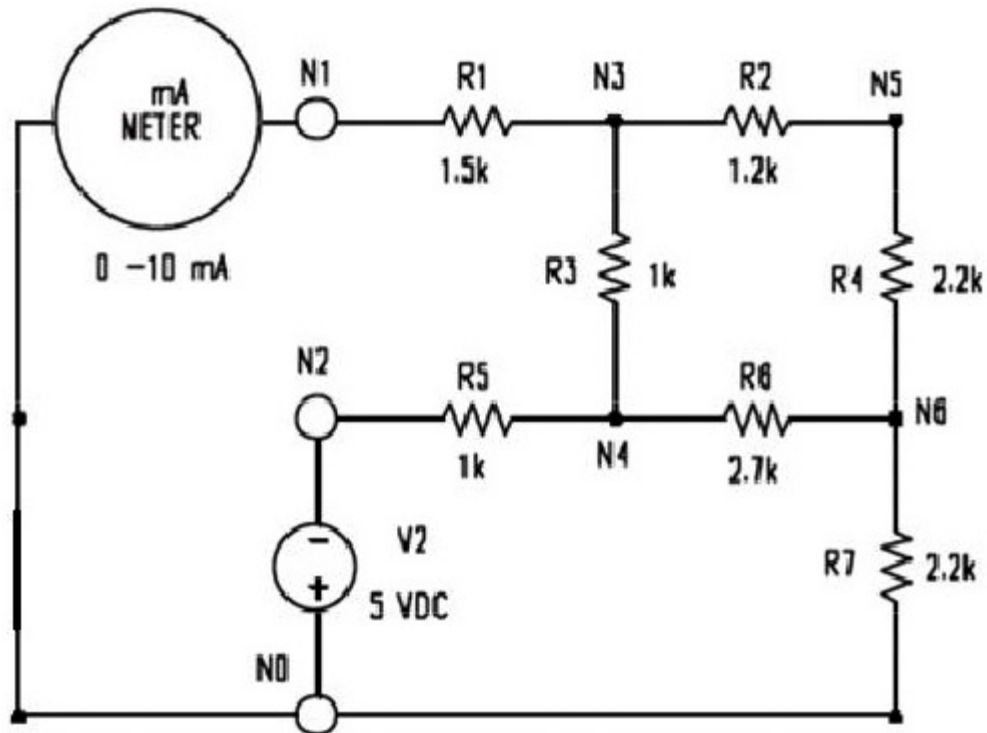 mA
METER
0 -10 mA
N1
R1
1.5k
N3
R2
1.2k
N5
R3
1k
R4
2.2k
N2
R5
1k
N4
R6
2.7k
N6
V2
5 VDC
-
+
R7
2.2k
N0